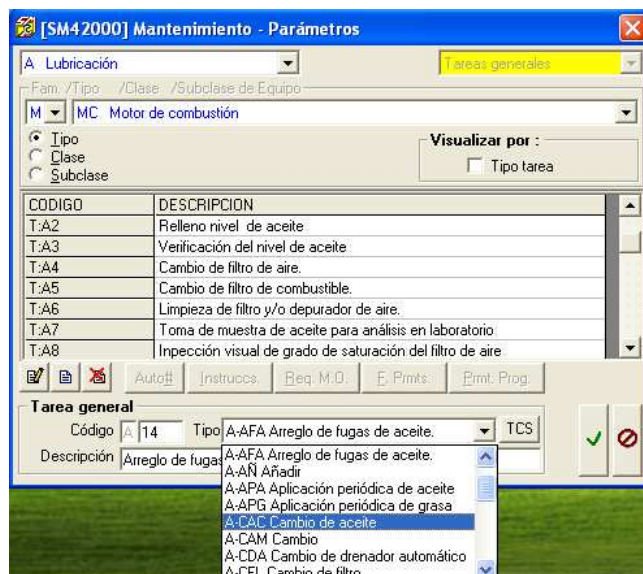 [SM42000] Mantenimiento - Parámetros
A Lubricación
Tareas generales
Fam. /Tipo /Clase /Subclase de Equipo
M MC Motor de combustión
Tipo
Clase
Subclase
Visualizar por :
Tipo tarea
CODIGO DESCRIPCION
T:A2 Relleno nivel de aceite
T:A3 Verificación del nivel de aceite
T:A4 Cambio de filtro de aire.
T:A5 Cambio de filtro de combustible.
T:A6 Limpieza de filtro y/o depurador de aire.
T:A7 Toma de muestra de aceite para análisis en laboratorio
T:A8 Inpección visual de grado de saturación del filtro de aire
Auto# Instruccs. Req. M.O. E. Prmts. Prmt. Prog.
Tarea general
Código A 14 Tipo A-AFA Arreglo de fugas de aceite. TCS
Descripción Arreglo de fugas
A-AFA Arreglo de fugas de aceite.
A-AÑ Añadir
A-APA Aplicación periódica de aceite
A-APG Aplicación periódica de grasa
A-CAC Cambio de aceite
A-CAM Cambio
A-CDA Cambio de drenador automático
A-CFL Cambio de filtro